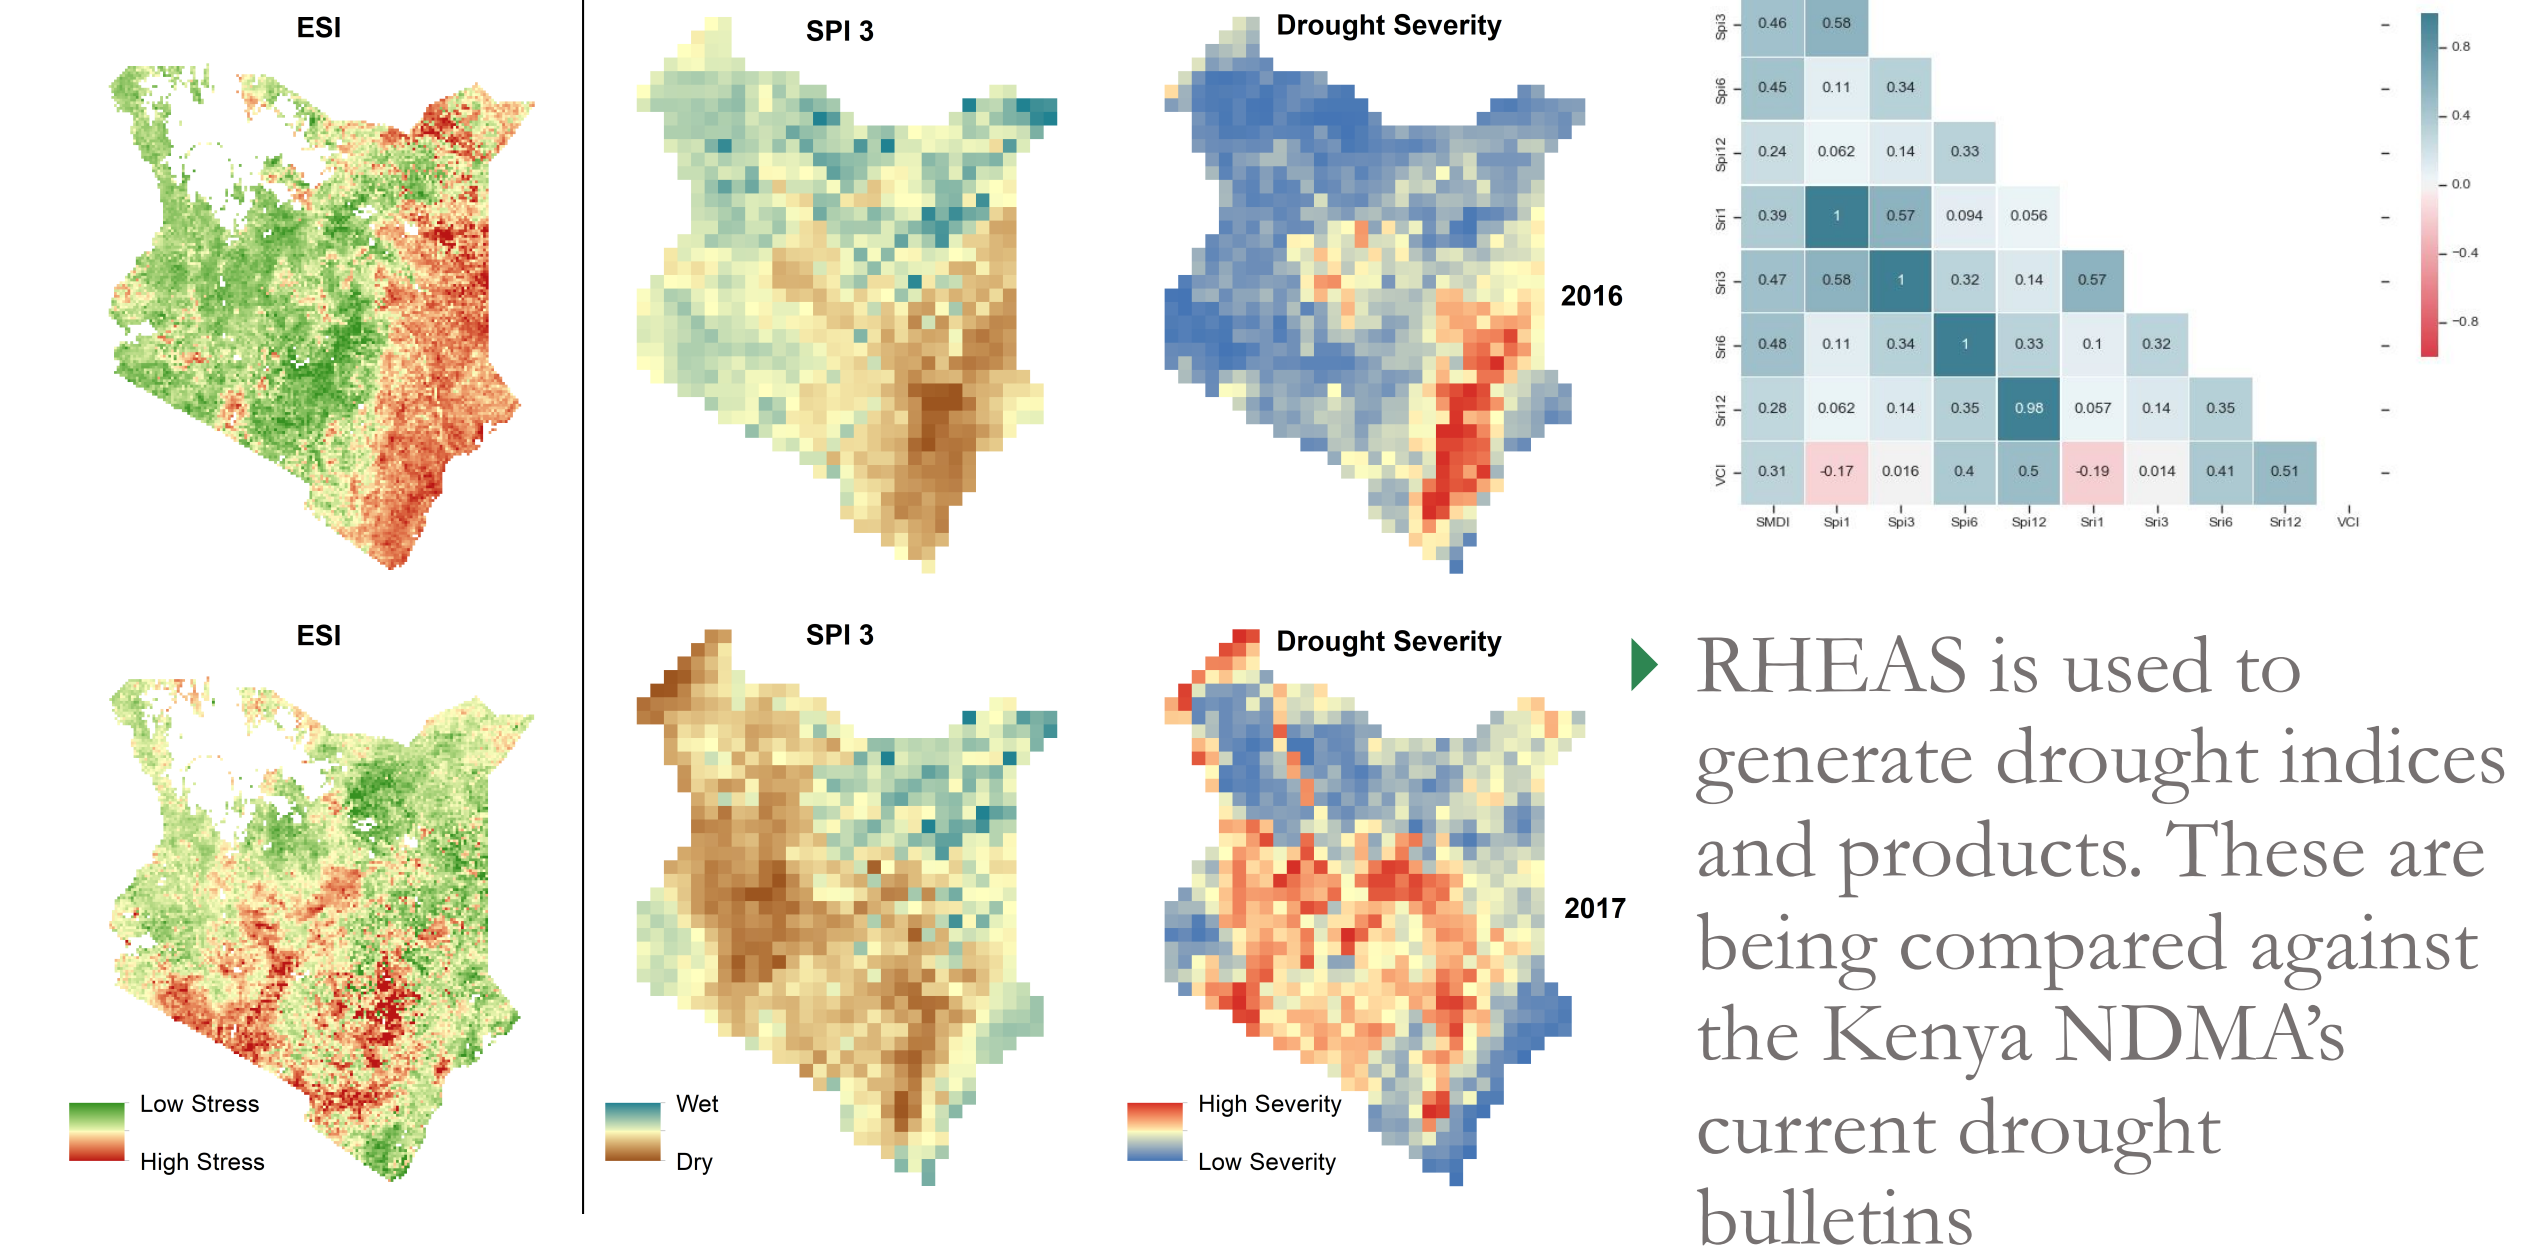 ESI
SPI 3
Drought Severity
2016
ESI
SPI 3
Drought Severity
2017
Low Stress
High Stress
Wet
Dry
High Severity
Low Severity
Spi3 0.46 0.58
Spi6 0.45 0.11 0.34
Spi12 0.24 0.062 0.14 0.33
Sri1 0.39 1 0.57 0.094 0.056
Sri3 0.47 0.58 1 0.32 0.14 0.57
Sri6 0.48 0.11 0.34 1 0.33 0.1 0.32
Sri12 0.28 0.062 0.14 0.35 0.98 0.057 0.14 0.35
VCI 0.31 -0.17 0.016 0.4 0.5 -0.19 0.014 0.41 0.51
SMDI Spi1 Spi3 Spi6 Spi12 Sri1 Sri3 Sri6 Sri12 VCI
0.8
0.4
0.0
−0.4
−0.8
RHEAS is used to
generate drought indices
and products. These are
being compared against
the Kenya NDMA’s
current drought
bulletins